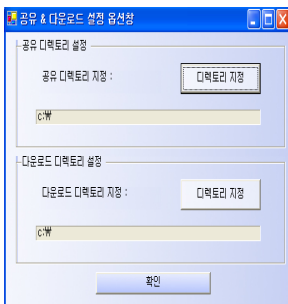 공유 & 다운로드 설정 옵션창
공유 디렉토리 설정
공유 디렉토리 지정 : 디렉토리 지정
c:₩
다운로드 디렉토리 설정
다운로드 디렉토리 지정 : 디렉토리 지정
c:₩
확인